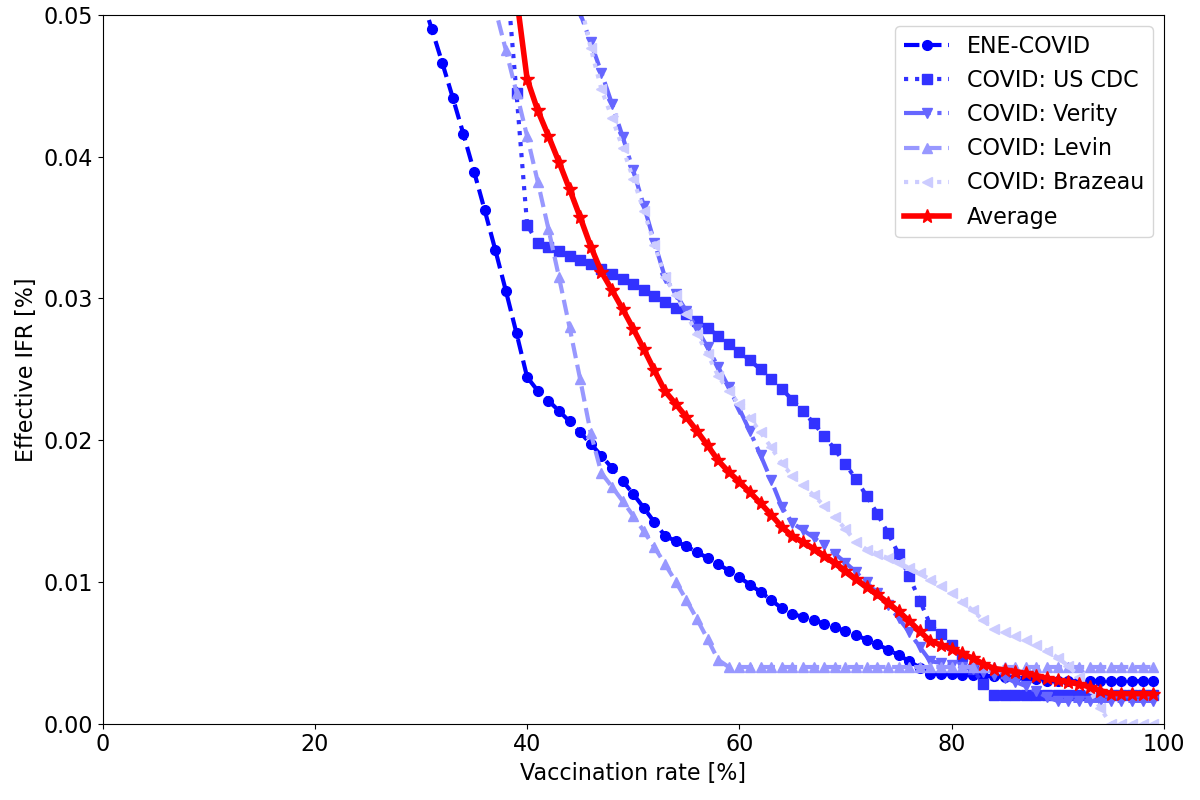 0.05
0.04
0.03
0.02
0.01
0.00
Effective IFR [%]
0
20
40
60
80
100
Vaccination rate [%]
ENE-COVID
COVID: US CDC
COVID: Verity
COVID: Levin
COVID: Brazeau
Average